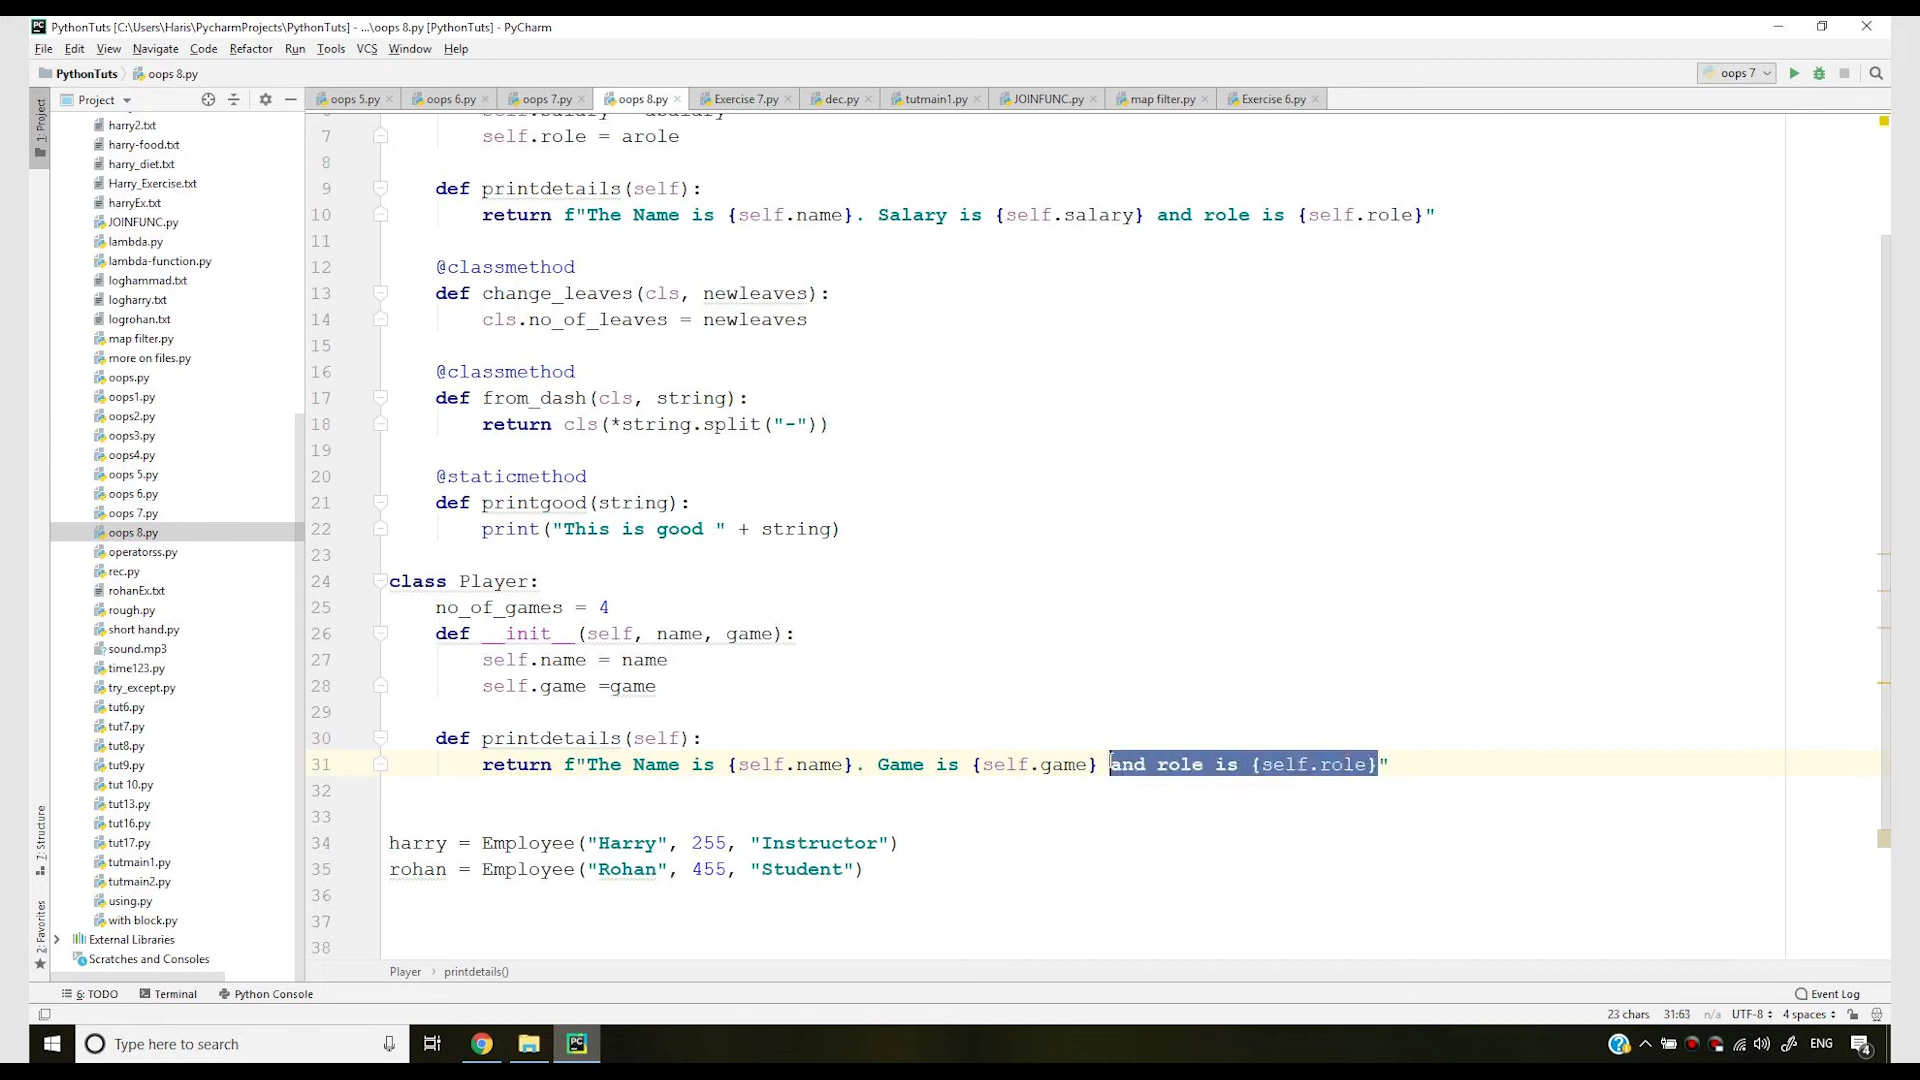 PythonTuts [C:\Users\Haris\PycharmProjects\PythonTuts] - ...\oops 8.py [PythonTuts] - PyCharm
File Edit View Navigate Code Refactor Run Tools VCS Window Help
PythonTuts oops 8.py
oops 7
1: Project
Project
oops 5.py oops 6.py oops 7.py oops 8.py Exercise 7.py dec.py tutmain1.py JOINFUNC.py map filter.py Exercise 6.py
harry2.txt
harry-food.txt
harry_diet.txt
Harry_Exercise.txt
harryEx.txt
JOINFUNC.py
lambda.py
lambda-function.py
loghammad.txt
logharry.txt
logrohan.txt
map filter.py
more on files.py
oops.py
oops1.py
oops2.py
oops3.py
oops4.py
oops 5.py
oops 6.py
oops 7.py
oops 8.py
operatorss.py
rec.py
rohanEx.txt
rough.py
short hand.py
sound.mp3
time123.py
try_except.py
tut6.py
tut7.py
tut8.py
tut9.py
tut 10.py
tut13.py
tut16.py
tut17.py
tutmain1.py
tutmain2.py
using.py
with block.py
External Libraries
Scratches and Consoles
7: Structure
2: Favorites
7 self.role = arole
8
9 def printdetails(self):
10 return f"The Name is {self.name}. Salary is {self.salary} and role is {self.role}"
11
12 @classmethod
13 def change_leaves(cls, newleaves):
14 cls.no_of_leaves = newleaves
15
16 @classmethod
17 def from_dash(cls, string):
18 return cls(*string.split("-"))
19
20 @staticmethod
21 def printgood(string):
22 print("This is good " + string)
23
24 class Player:
25 no_of_games = 4
26 def __init__(self, name, game):
27 self.name = name
28 self.game =game
29
30 def printdetails(self):
31 return f"The Name is {self.name}. Game is {self.game} and role is {self.role}"
32
33
34 harry = Employee("Harry", 255, "Instructor")
35 rohan = Employee("Rohan", 455, "Student")
36
37
38
Player printdetails()
6: TODO Terminal Python Console Event Log
23 chars 31:63 n/a UTF-8 4 spaces
Type here to search
ENG
4